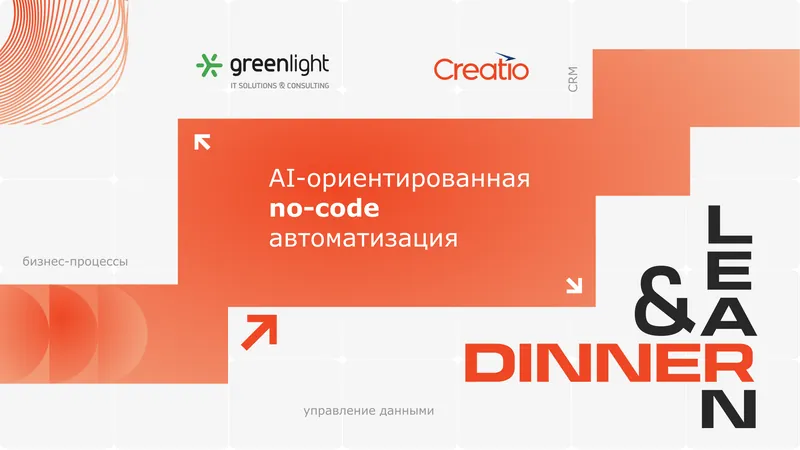 greenlight
IT SOLUTIONS & CONSULTING
Creatio
CRM
AI-ориентированная
no-code
автоматизация
бизнес-процессы
LEARN
&
DINNER
управление данными